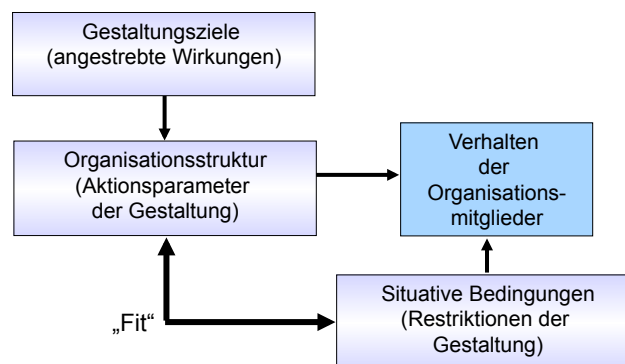 Gestaltungsziele
(angestrebte Wirkungen)
Organisationsstruktur
(Aktionsparameter
der Gestaltung)
Verhalten
der
Organisations-
mitglieder
„Fit“
Situative Bedingungen
(Restriktionen der
Gestaltung)